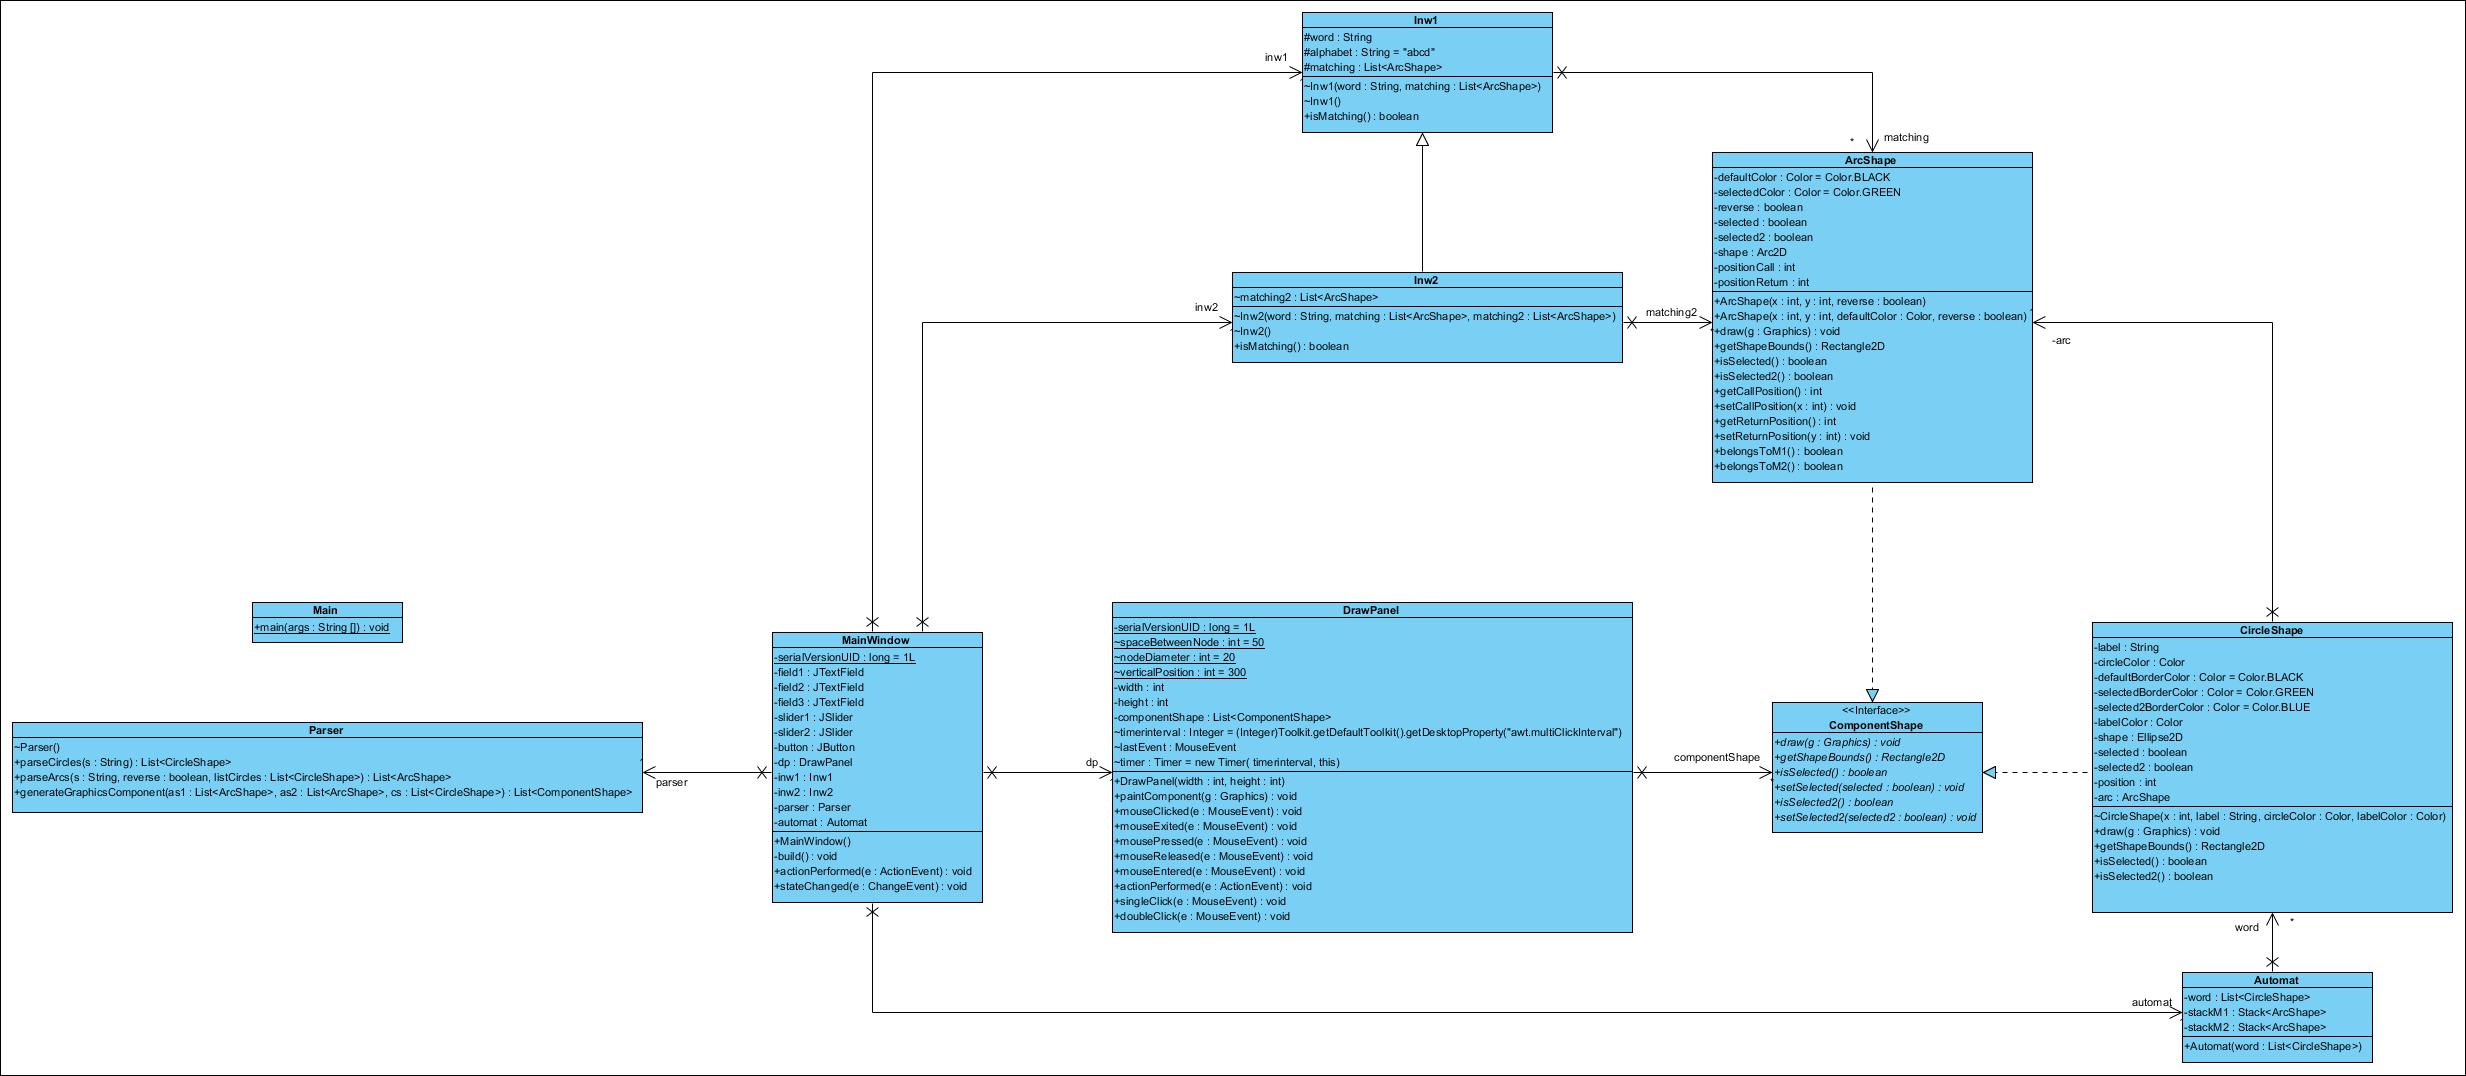 Inw1
#word : String
#alphabet : String = "abcd"
#matching : List<ArcShape>
~Inw1(word : String, matching : List<ArcShape>)
~Inw1()
+isMatching() : boolean
inw1
*
matching
ArcShape
-defaultColor : Color = Color.BLACK
-selectedColor : Color = Color.GREEN
-reverse : boolean
-selected : boolean
-selected2 : boolean
-shape : Arc2D
-positionCall : int
-positionReturn : int
+ArcShape(x : int, y : int, reverse : boolean)
+ArcShape(x : int, y : int, defaultColor : Color, reverse : boolean)
+draw(g : Graphics) : void
+getShapeBounds() : Rectangle2D
+isSelected() : boolean
+isSelected2() : boolean
+getCallPosition() : int
+setCallPosition(x : int) : void
+getReturnPosition() : int
+setReturnPosition(y : int) : void
+belongsToM1() : boolean
+belongsToM2() : boolean
Inw2
~matching2 : List<ArcShape>
~Inw2(word : String, matching : List<ArcShape>, matching2 : List<ArcShape>)
~Inw2()
+isMatching() : boolean
inw2
matching2
*
-arc
Main
+main(args : String []) : void
Parser
~Parser()
+parseCircles(s : String) : List<CircleShape>
+parseArcs(s : String, reverse : boolean, listCircles : List<CircleShape>) : List<ArcShape>
+generateGraphicsComponent(as1 : List<ArcShape>, as2 : List<ArcShape>, cs : List<CircleShape>) : List<ComponentShape>
parser
MainWindow
-serialVersionUID : long = 1L
-field1 : JTextField
-field2 : JTextField
-field3 : JTextField
-slider1 : JSlider
-slider2 : JSlider
-button : JButton
-dp : DrawPanel
-inw1 : Inw1
-inw2 : Inw2
-parser : Parser
-automat : Automat
+MainWindow()
-build() : void
+actionPerformed(e : ActionEvent) : void
+stateChanged(e : ChangeEvent) : void
dp
DrawPanel
-serialVersionUID : long = 1L
~spaceBetweenNode : int = 50
~nodeDiameter : int = 20
~verticalPosition : int = 300
-width : int
-height : int
-componentShape : List<ComponentShape>
~timerinterval : Integer = (Integer)Toolkit.getDefaultToolkit().getDesktopProperty("awt.multiClickInterval")
~lastEvent : MouseEvent
~timer : Timer = new Timer( timerinterval, this)
+DrawPanel(width : int, height : int)
+paintComponent(g : Graphics) : void
+mouseClicked(e : MouseEvent) : void
+mouseExited(e : MouseEvent) : void
+mousePressed(e : MouseEvent) : void
+mouseReleased(e : MouseEvent) : void
+mouseEntered(e : MouseEvent) : void
+actionPerformed(e : ActionEvent) : void
+singleClick(e : MouseEvent) : void
+doubleClick(e : MouseEvent) : void
componentShape
*
<<Interface>>
ComponentShape
+draw(g : Graphics) : void
+getShapeBounds() : Rectangle2D
+isSelected() : boolean
+setSelected(selected : boolean) : void
+isSelected2() : boolean
+setSelected2(selected2 : boolean) : void
CircleShape
-label : String
-circleColor : Color
-defaultBorderColor : Color = Color.BLACK
-selectedBorderColor : Color = Color.GREEN
-selected2BorderColor : Color = Color.BLUE
-labelColor : Color
-shape : Ellipse2D
-selected : boolean
-selected2 : boolean
-position : int
-arc : ArcShape
~CircleShape(x : int, label : String, circleColor : Color, labelColor : Color)
+draw(g : Graphics) : void
+getShapeBounds() : Rectangle2D
+isSelected() : boolean
+isSelected2() : boolean
word
*
automat
Automat
-word : List<CircleShape>
-stackM1 : Stack<ArcShape>
-stackM2 : Stack<ArcShape>
+Automat(word : List<CircleShape>)